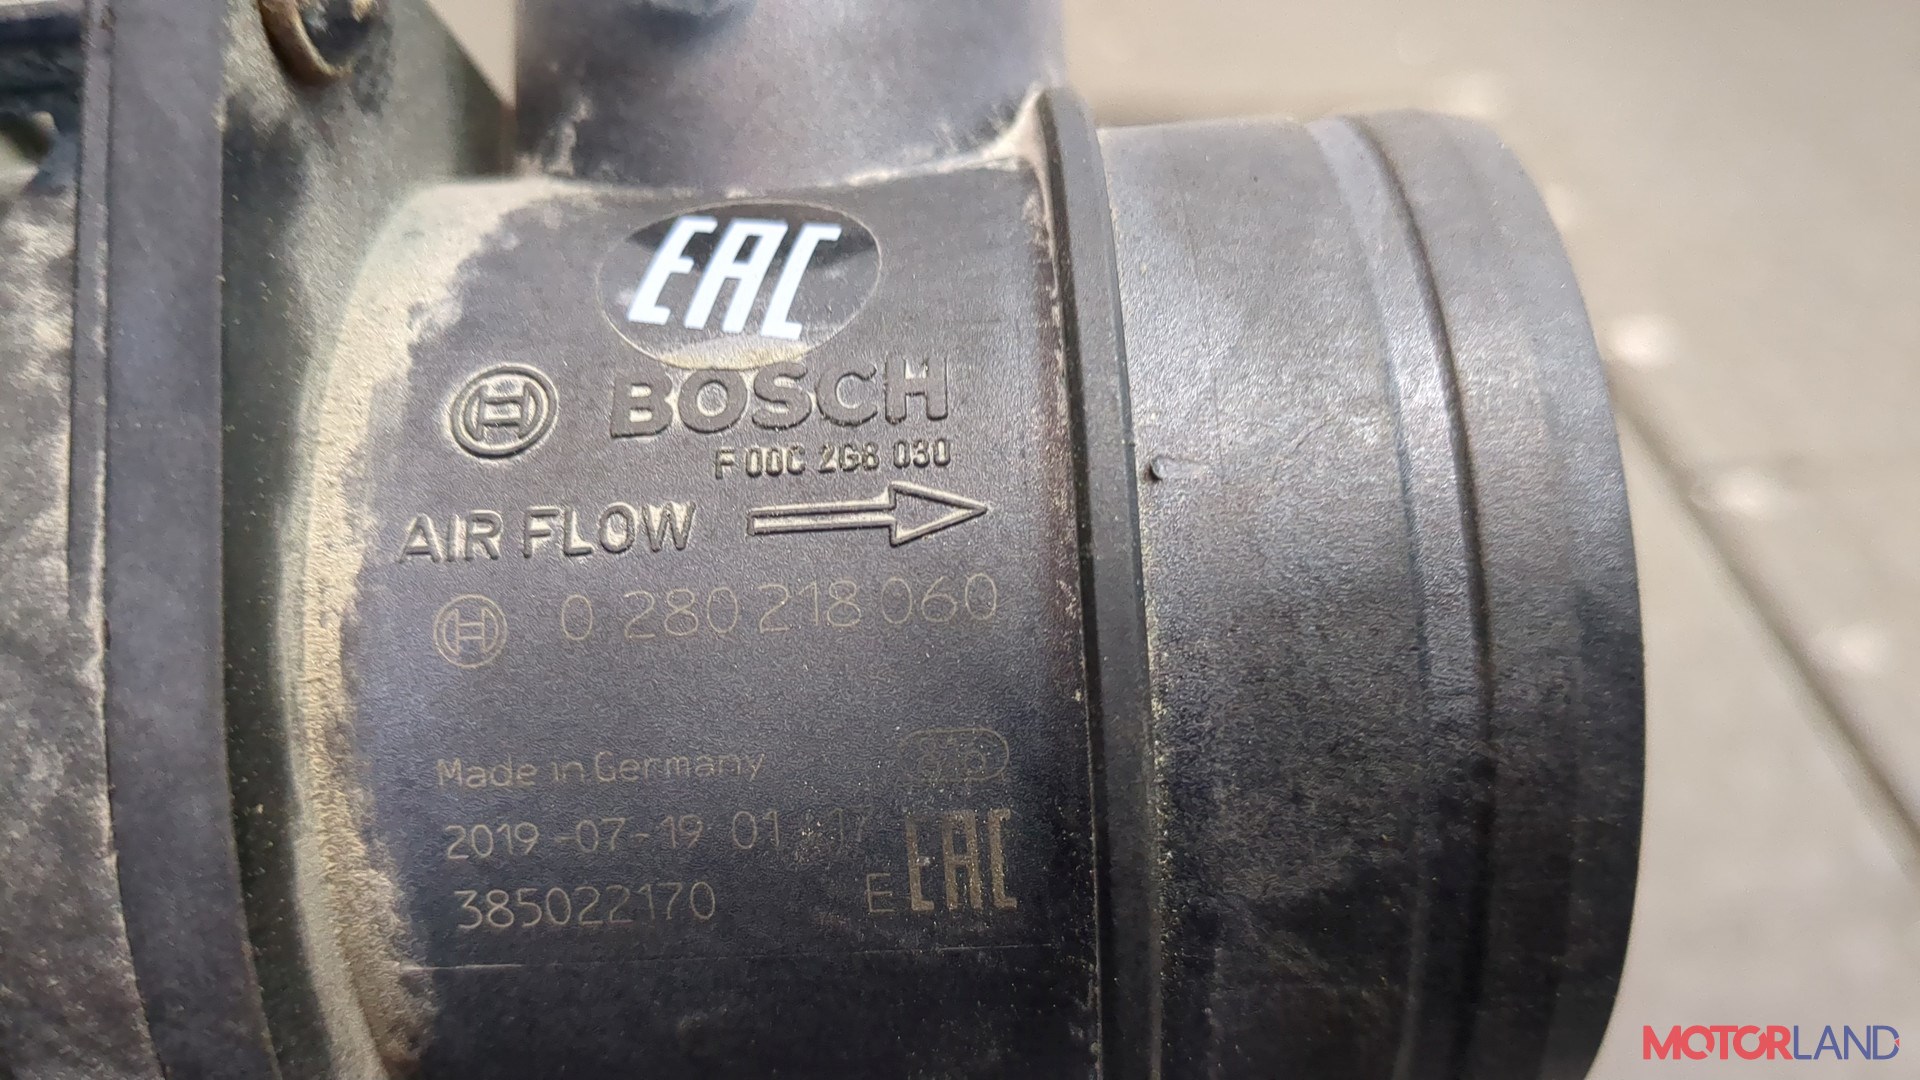 EAC
BOSCH
F 00C 2G8 030
AIR FLOW
0 280 218 060
Made in Germany
2019-07-19 01
385022170
E EAC
MOTORLAND